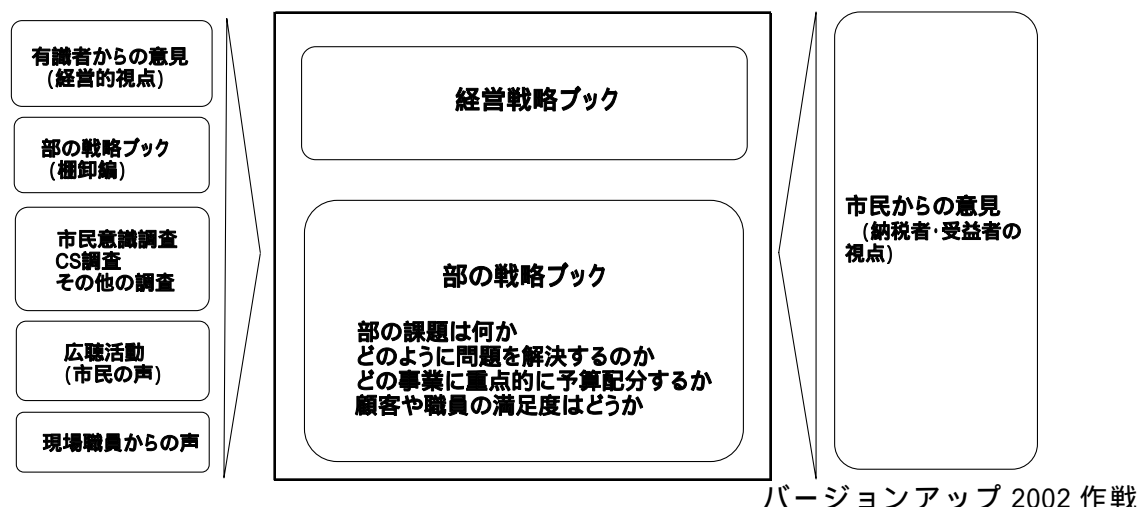 有識者からの意見
(経営的視点)
部の戦略ブック
(棚卸編)
市民意識調査
CS調査
その他の調査
広聴活動
(市民の声)
現場職員からの声
経営戦略ブック
部の戦略ブック
部の課題は何か
どのように問題を解決するのか
どの事業に重点的に予算配分するか
顧客や職員の満足度はどうか
市民からの意見
(納税者･受益者の
視点)
バージョンアップ 2002 作戦